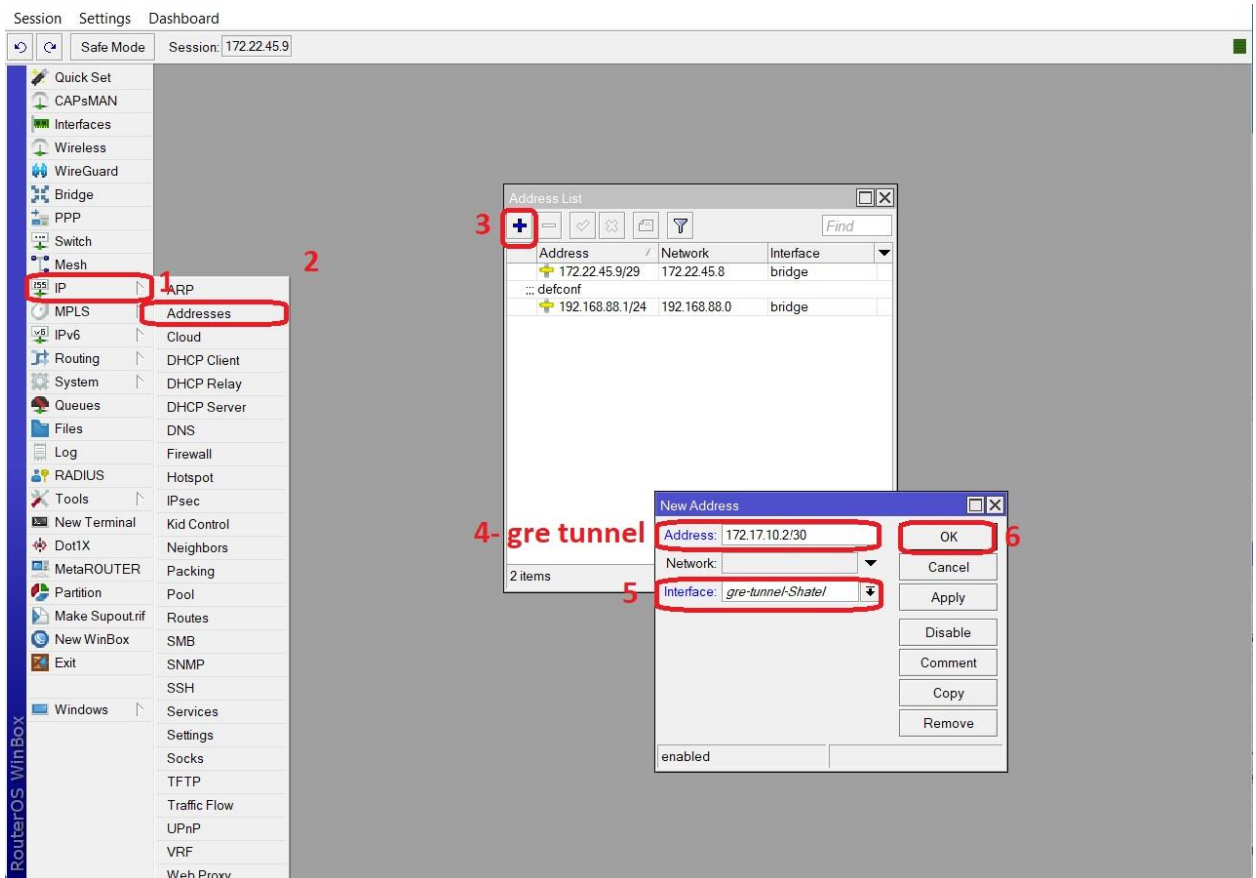 Session Settings Dashboard
Safe Mode Session: 172.22.45.9
Quick Set
CAPsMAN
Interfaces
Wireless
WireGuard
Bridge
PPP
Switch
Mesh
IP
MPLS
IPv6
Routing
System
Queues
Files
Log
RADIUS
Tools
New Terminal
Dot1X
MetaROUTER
Partition
Make Supout.rif
New WinBox
Exit
Windows
RouterOS WinBox
1
2
ARP
Addresses
Cloud
DHCP Client
DHCP Relay
DHCP Server
DNS
Firewall
Hotspot
IPsec
Kid Control
Neighbors
Packing
Pool
Routes
SMB
SNMP
SSH
Services
Settings
Socks
TFTP
Traffic Flow
UPnP
VRF
Web Proxy
Address List
3
Find
Address Network Interface
172.22.45.9/29 172.22.45.8 bridge
::: defconf
192.168.88.1/24 192.168.88.0 bridge
2 items
New Address
4- gre tunnel
Address: 172.17.10.2/30
Network:
5
Interface: gre-tunnel-Shatel
OK
6
Cancel
Apply
Disable
Comment
Copy
Remove
enabled